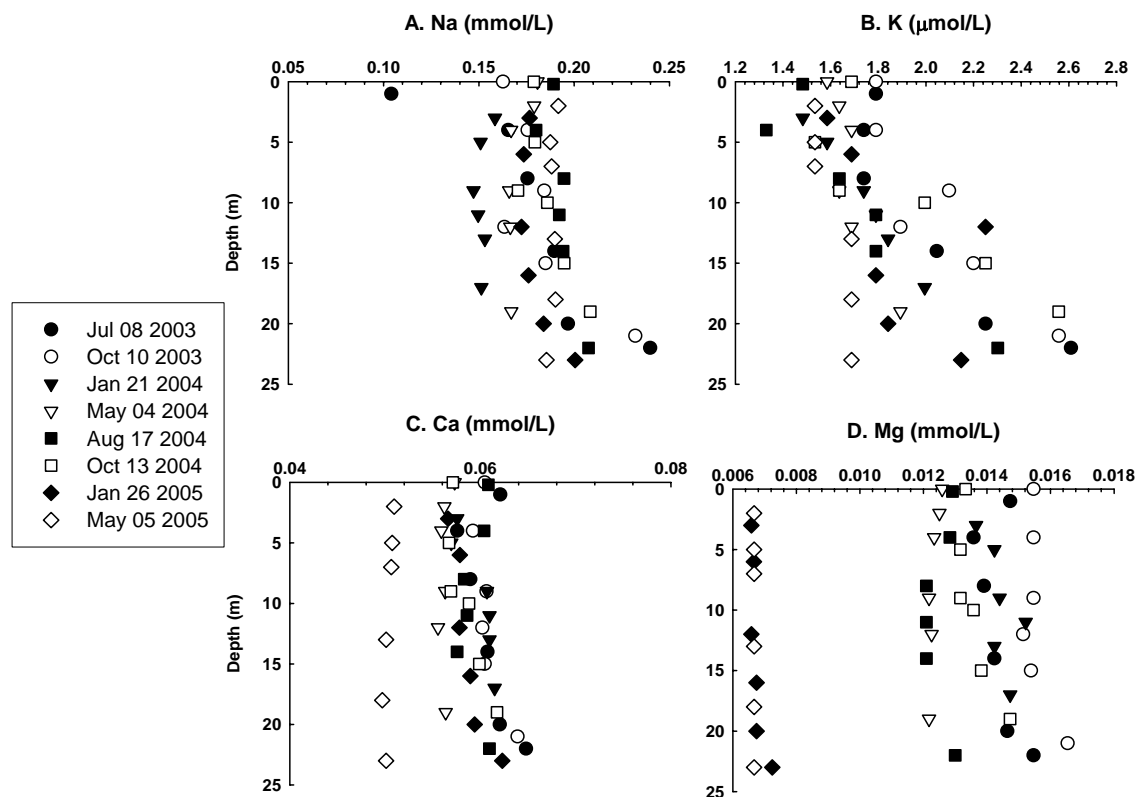 A. Na (mmol/L)
0.05 0.10 0.15 0.20 0.25
0
5
10
15
20
25
Depth (m)
B. K (μmol/L)
1.2 1.4 1.6 1.8 2.0 2.2 2.4 2.6 2.8
0
5
10
15
20
25
Jul 08 2003
Oct 10 2003
Jan 21 2004
May 04 2004
Aug 17 2004
Oct 13 2004
Jan 26 2005
May 05 2005
C. Ca (mmol/L)
0.04 0.06 0.08
0
5
10
15
20
25
Depth (m)
D. Mg (mmol/L)
0.006 0.008 0.010 0.012 0.014 0.016 0.018
0
5
10
15
20
25